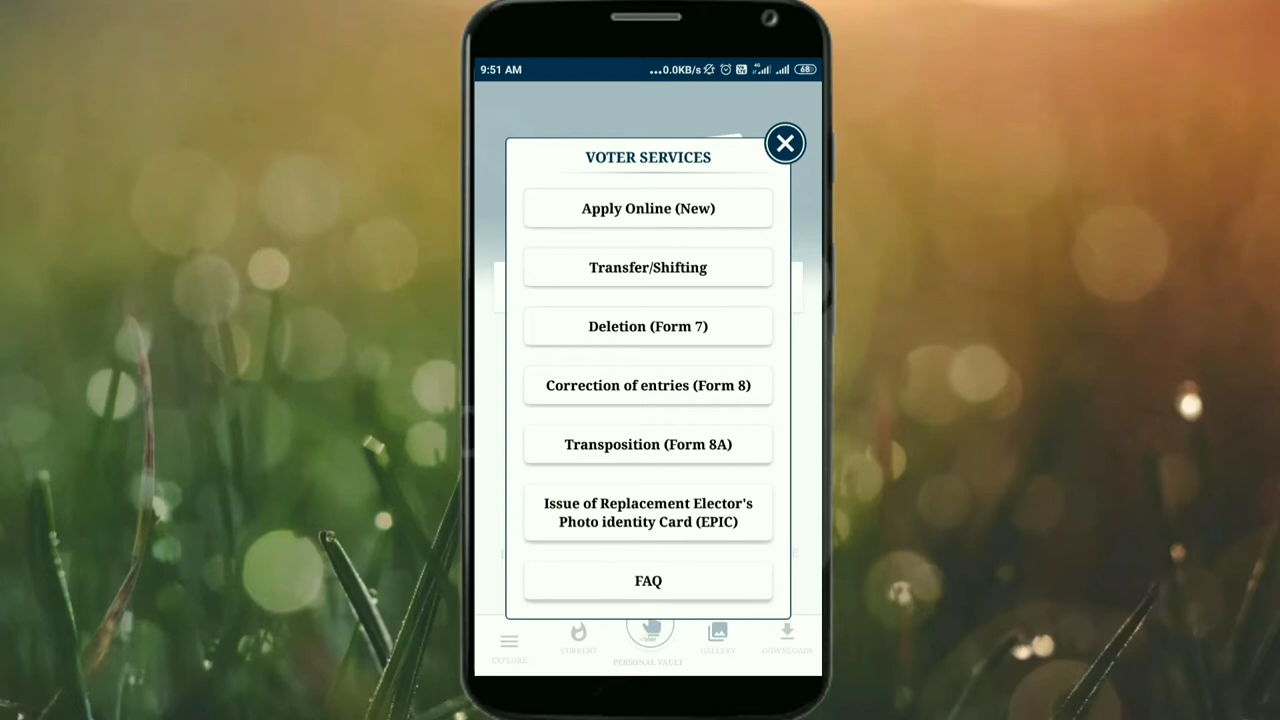 9:51 AM
...0.0KB/s 4G 68
VOTER SERVICES
Apply Online (New)
Transfer/Shifting
Deletion (Form 7)
Correction of entries (Form 8)
Transposition (Form 8A)
Issue of Replacement Elector's
Photo identity Card (EPIC)
FAQ
EXPLORE
CURRENT
PERSONAL VAULT
GALLERY
DOWNLOADS